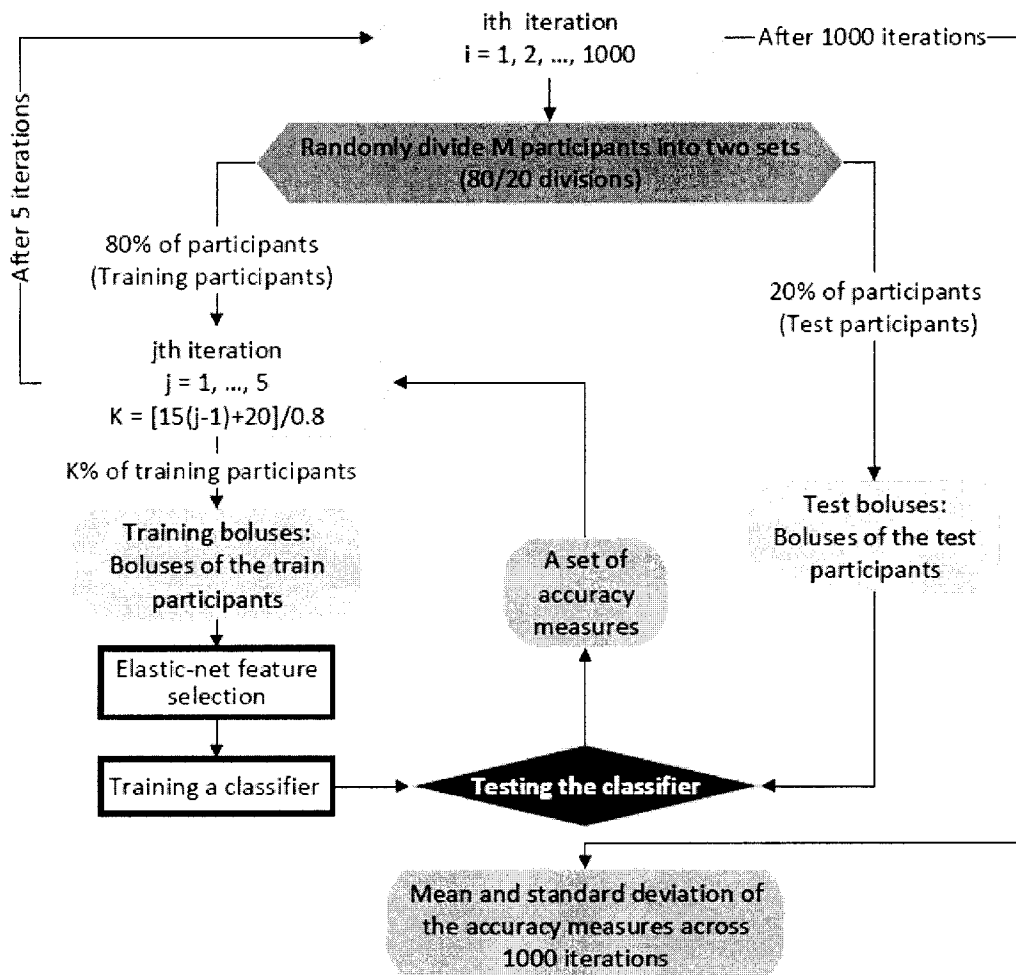 ith iteration
i = 1, 2, ..., 1000
After 1000 iterations
After 5 iterations
Randomly divide M participants into two sets
(80/20 divisions)
80% of participants
(Training participants)
20% of participants
(Test participants)
jth iteration
j = 1, ..., 5
K = [15(j-1)+20]/0.8
K% of training participants
Training boluses:
Boluses of the train
participants
Test boluses:
Boluses of the test
participants
A set of
accuracy
measures
Elastic-net feature
selection
Training a classifier
Testing the classifier
Mean and standard deviation of
the accuracy measures across
1000 iterations